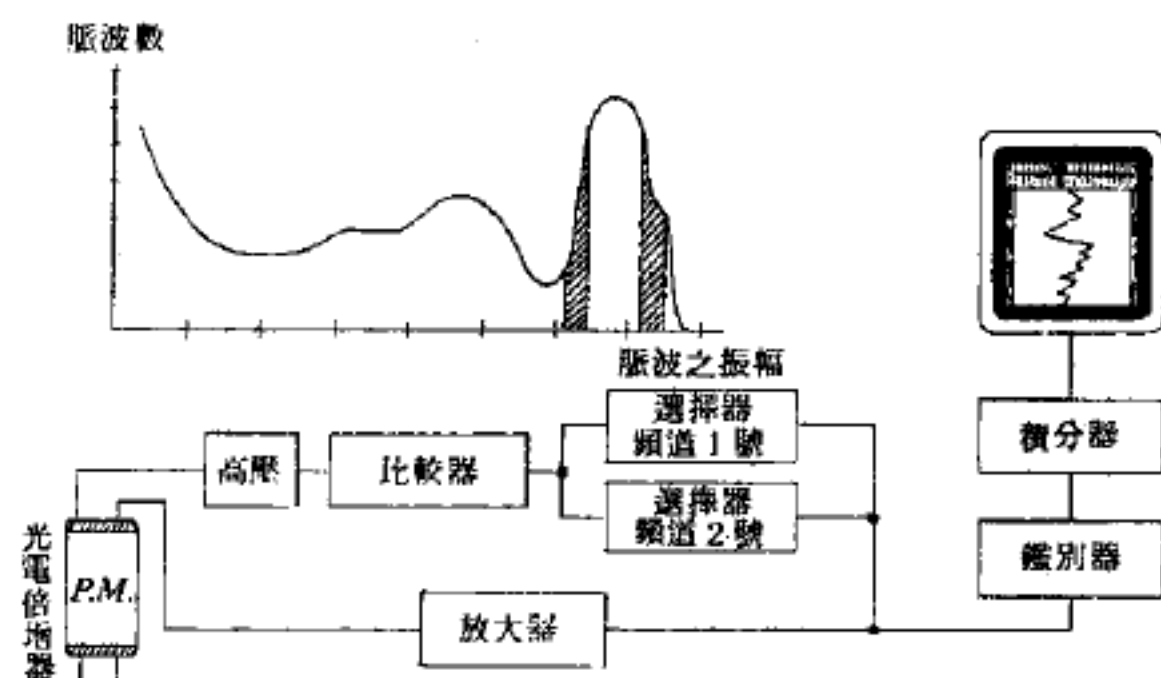 脈波數
脈波之振幅
選擇器
頻道1號
高壓
比較器
積分器
選擇器
頻道2號
鑑別器
光電倍增器
P.M.
放大器